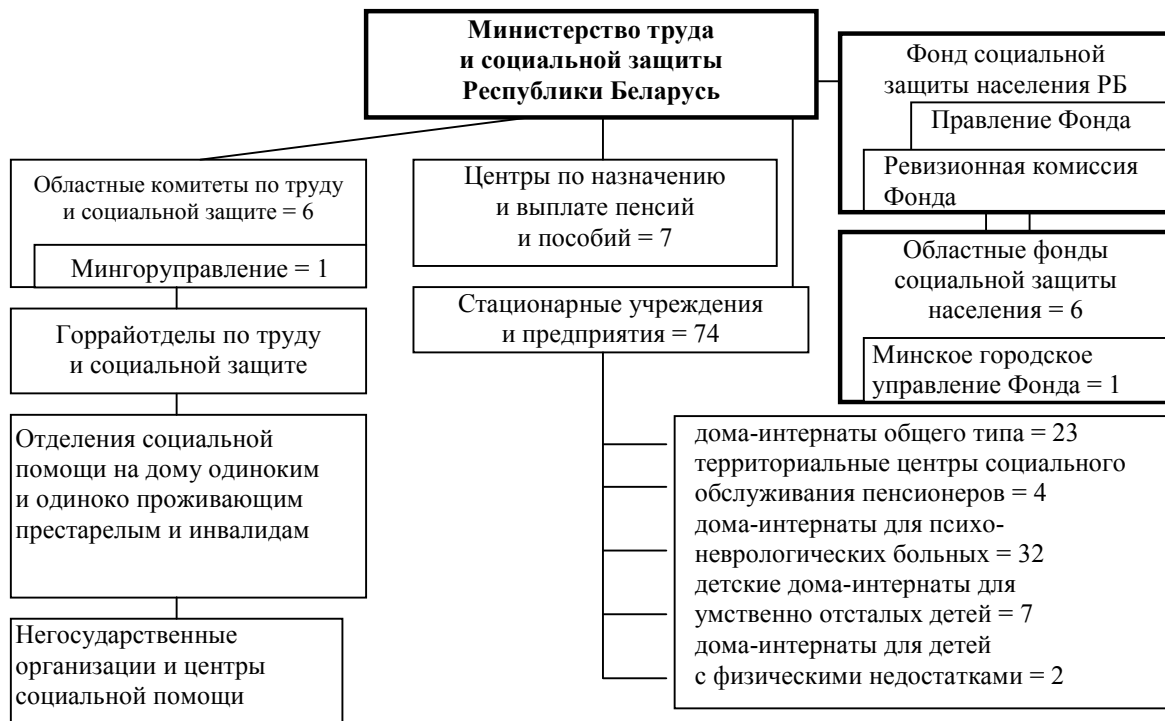 Министерство труда
и социальной защиты
Республики Беларусь
Фонд социальной
защиты населения РБ
Правление Фонда
Ревизионная комиссия
Фонда
Областные комитеты по труду
и социальной защите = 6
Мингоруправление = 1
Центры по назначению
и выплате пенсий
и пособий = 7
Областные фонды
социальной защиты
населения = 6
Минское городское
управление Фонда = 1
Горрайотделы по труду
и социальной защите
Стационарные учреждения
и предприятия = 74
Отделения социальной
помощи на дому одиноким
и одиноко проживающим
престарелым и инвалидам
дома-интернаты общего типа = 23
территориальные центры социального
обслуживания пенсионеров = 4
дома-интернаты для психо-
неврологических больных = 32
детские дома-интернаты для
умственно отсталых детей = 7
дома-интернаты для детей
с физическими недостатками = 2
Негосударственные
организации и центры
социальной помощи